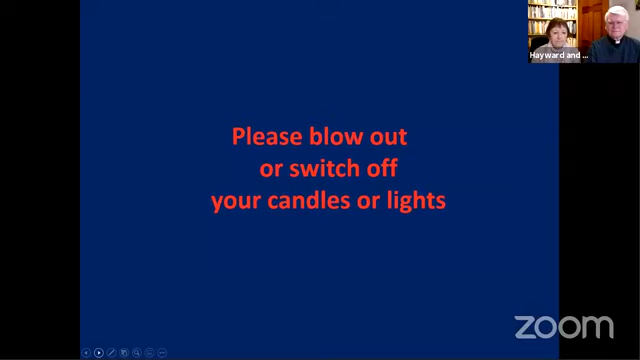 Hayward and ...
Please blow out
or switch off
your candles or lights
zoom